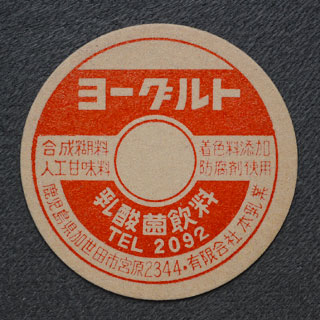 ヨーグルト
合成糊料
人工甘味料
着色料添加
防腐剤使用
乳酸菌飲料
TEL 2092
鹿児島県加世田市宮原2344・有限会社 本乳業